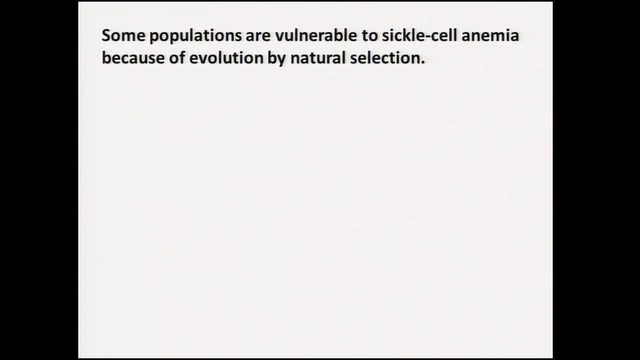 Some populations are vulnerable to sickle-cell anemia
because of evolution by natural selection.